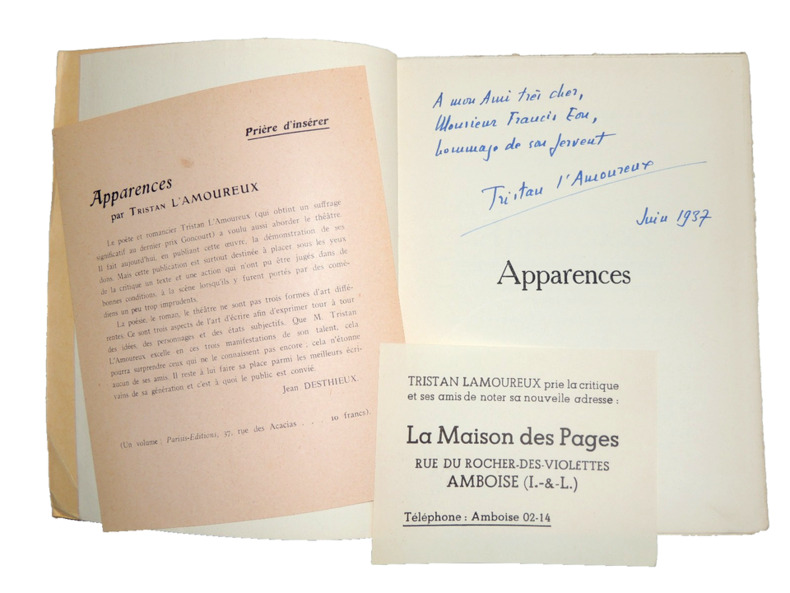 Prière d'insérer
Apparences
par TRISTAN L'AMOUREUX
Le poète et romancier Tristan L'Amoureux (qui obtint un suffrage
significatif au dernier prix Goncourt) a voulu aussi aborder le théâtre.
Il fait aujourd'hui, en publiant cette œuvre, la démonstration de ses
dons. Mais cette publication est surtout destinée à placer sous les yeux
de la critique un texte et une action qui n'ont pu être jugés dans de
bonnes conditions, à la scène lorsqu'ils y furent portés par des comé-
diens un peu trop imprudents.
La poésie, le roman, le théâtre ne sont pas trois formes d'art diffé-
rentes. Ce sont trois aspects de l'art d'écrire afin d'exprimer tour à tour
des idées, des personnages et des états subjectifs. Que M. Tristan
L'Amoureux excelle en ces trois manifestations de son talent, cela
pourra surprendre ceux qui ne le connaissent pas encore ; cela n'étonne
aucun de ses amis. Il reste à lui faire sa place parmi les meilleurs écri-
vains de sa génération et c'est à quoi le public est convié.
Jean DESTHIEUX.
(Un volume : Pariso-Editions, 37, rue des Acacias . . . 10 francs).
A mon Ami très cher,
Monsieur Francis Eon,
hommage de son fervent
Tristan l'Amoureux
Juin 1937
Apparences
TRISTAN LAMOUREUX prie la critique
et ses amis de noter sa nouvelle adresse :
La Maison des Pages
RUE DU ROCHER-DES-VIOLETTES
AMBOISE (I.-&-L.)
Téléphone : Amboise 02-14